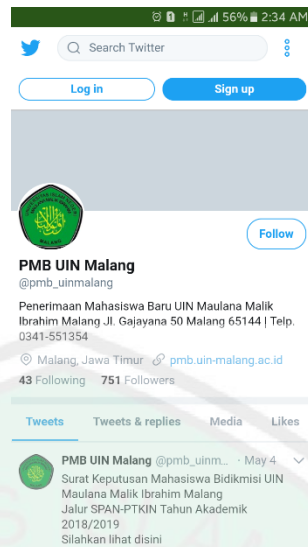 56% 2:34 AM
Search Twitter
Log in Sign up
MALANG
Follow
PMB UIN Malang
@pmb_uinmalang
Penerimaan Mahasiswa Baru UIN Maulana Malik
Ibrahim Malang Jl. Gajayana 50 Malang 65144 | Telp.
0341-551354
Malang, Jawa Timur pmb.uin-malang.ac.id
43 Following 751 Followers
Tweets Tweets & replies Media Likes
PMB UIN Malang @pmb_uinm... · May 4
Surat Keputusan Mahasiswa Bidikmisi UIN
Maulana Malik Ibrahim Malang
Jalur SPAN-PTKIN Tahun Akademik
2018/2019
Silahkan lihat disini